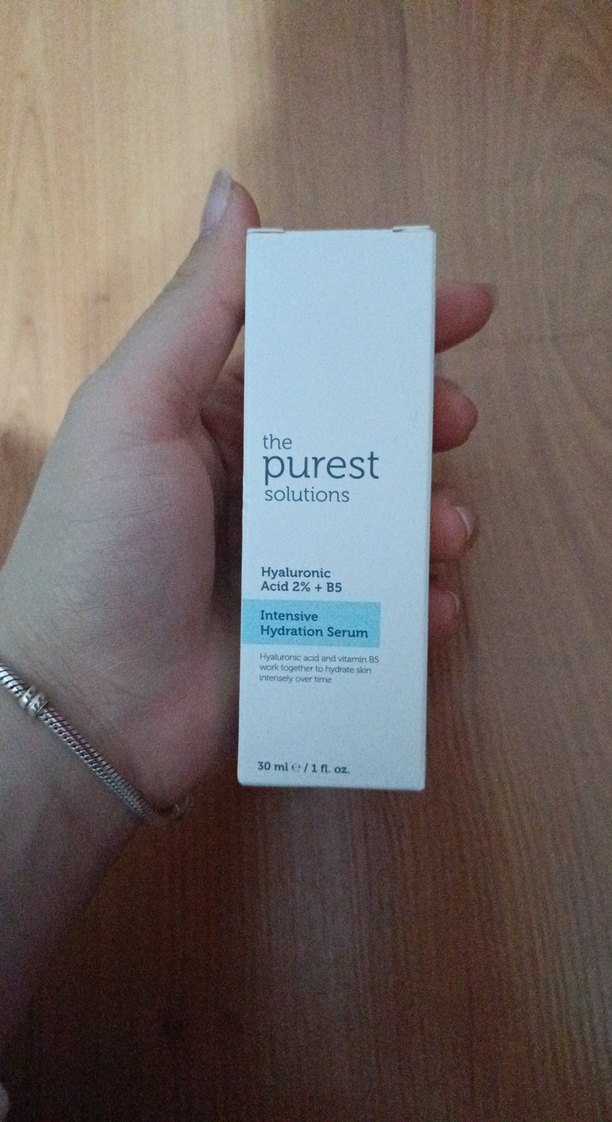 the
purest
solutions
Hyaluronic
Acid 2% + B5
Intensive
Hydration Serum
Hyaluronic acid and vitamin B5
work together to hydrate skin
intensely over time
30 ml ℮ / 1 fl. oz.